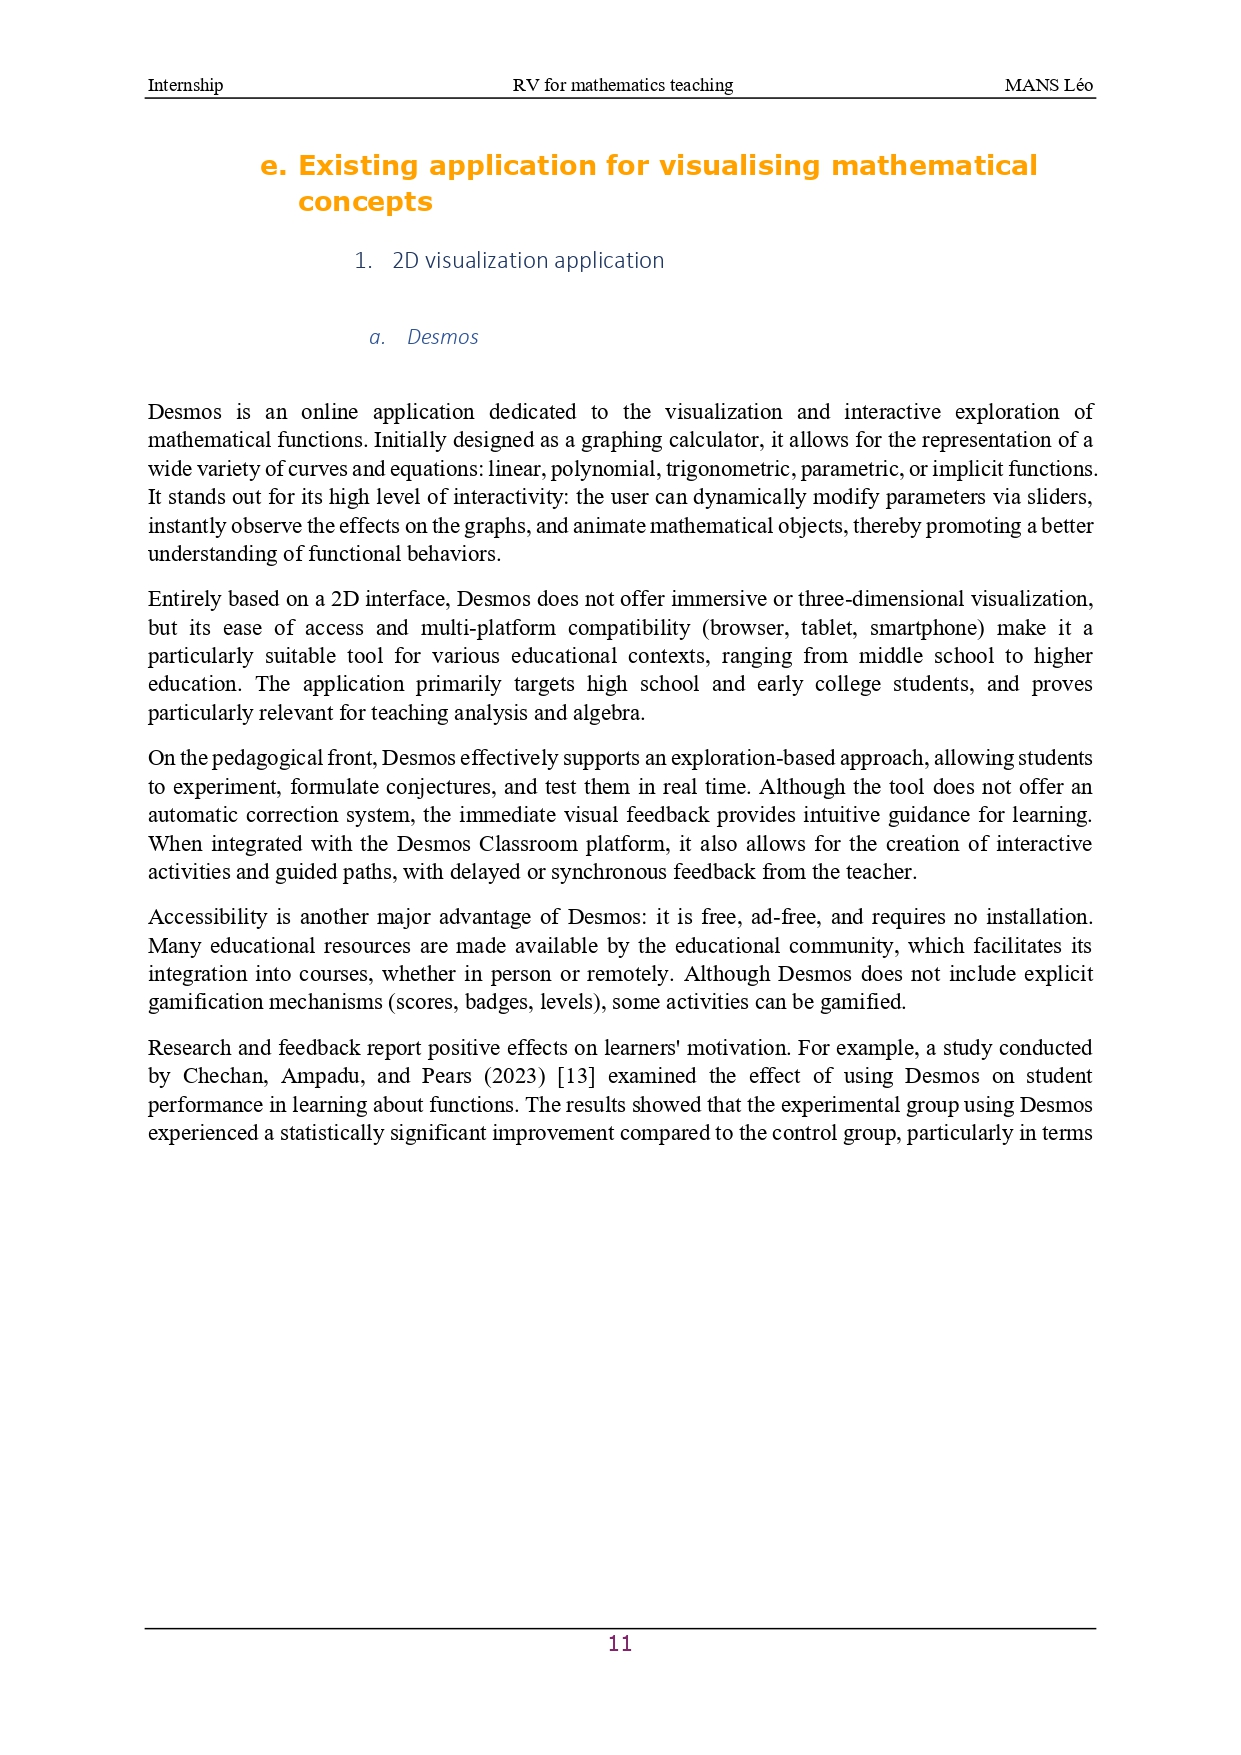 Internship RV for mathematics teaching MANS Léo
e. Existing application for visualising mathematical
concepts
1. 2D visualization application
a. Desmos
Desmos is an online application dedicated to the visualization and interactive exploration of
mathematical functions. Initially designed as a graphing calculator, it allows for the representation of a
wide variety of curves and equations: linear, polynomial, trigonometric, parametric, or implicit functions.
It stands out for its high level of interactivity: the user can dynamically modify parameters via sliders,
instantly observe the effects on the graphs, and animate mathematical objects, thereby promoting a better
understanding of functional behaviors.
Entirely based on a 2D interface, Desmos does not offer immersive or three-dimensional visualization,
but its ease of access and multi-platform compatibility (browser, tablet, smartphone) make it a
particularly suitable tool for various educational contexts, ranging from middle school to higher
education. The application primarily targets high school and early college students, and proves
particularly relevant for teaching analysis and algebra.
On the pedagogical front, Desmos effectively supports an exploration-based approach, allowing students
to experiment, formulate conjectures, and test them in real time. Although the tool does not offer an
automatic correction system, the immediate visual feedback provides intuitive guidance for learning.
When integrated with the Desmos Classroom platform, it also allows for the creation of interactive
activities and guided paths, with delayed or synchronous feedback from the teacher.
Accessibility is another major advantage of Desmos: it is free, ad-free, and requires no installation.
Many educational resources are made available by the educational community, which facilitates its
integration into courses, whether in person or remotely. Although Desmos does not include explicit
gamification mechanisms (scores, badges, levels), some activities can be gamified.
Research and feedback report positive effects on learners' motivation. For example, a study conducted
by Chechan, Ampadu, and Pears (2023) [13] examined the effect of using Desmos on student
performance in learning about functions. The results showed that the experimental group using Desmos
experienced a statistically significant improvement compared to the control group, particularly in terms
11